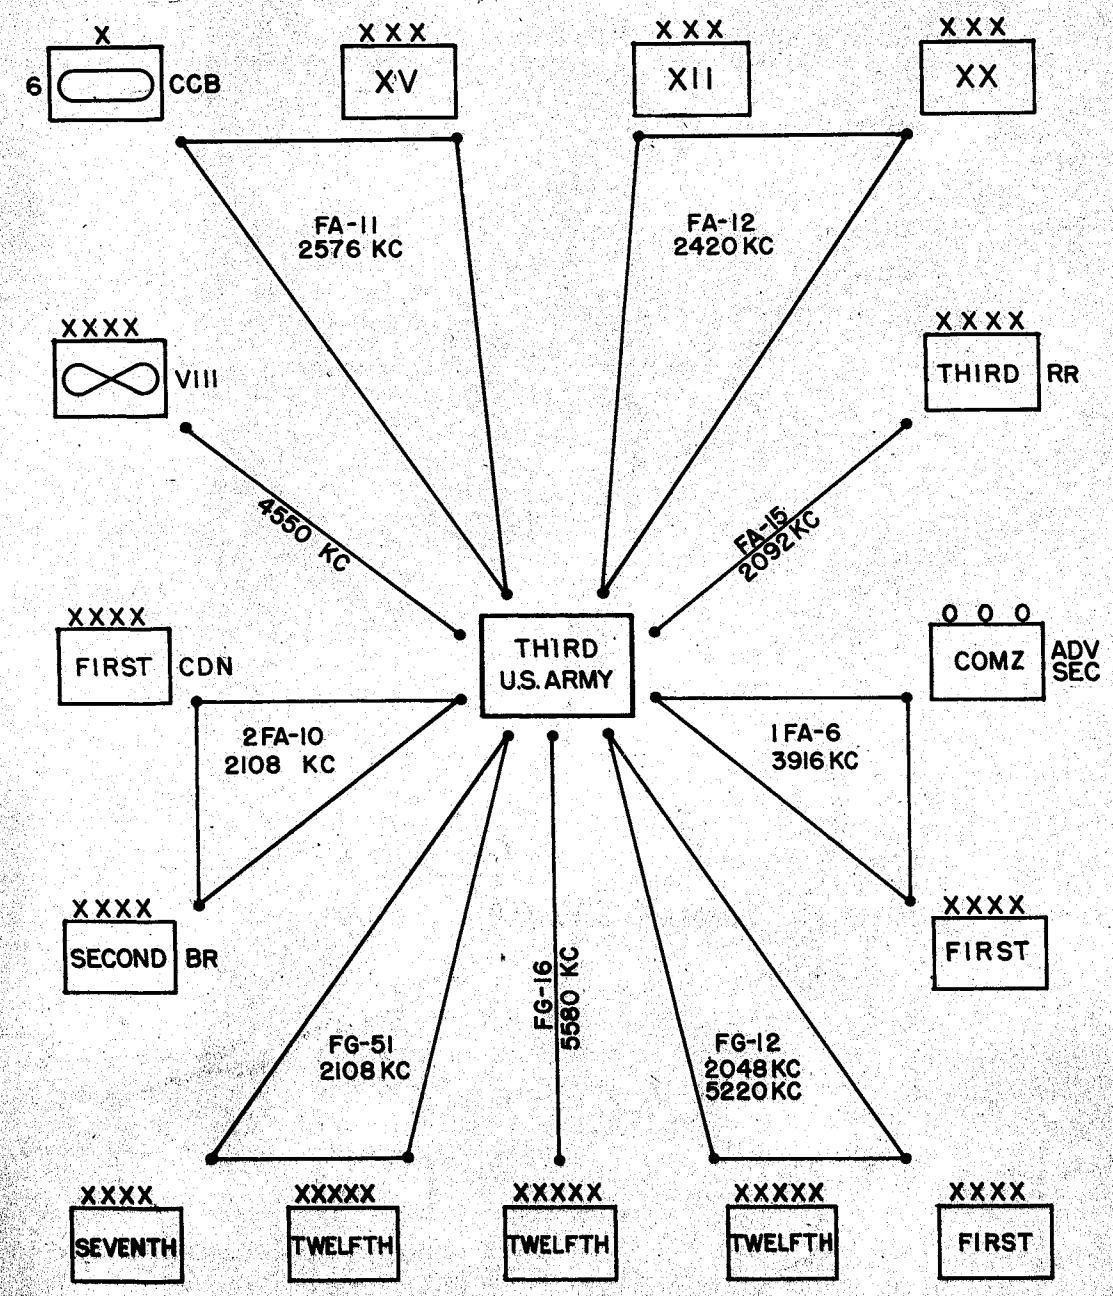 X
6
CCB
XXX
XV
XXX
XII
XXX
XX
FA-11
2576 KC
FA-12
2420 KC
XXXX
VIII
XXXX
THIRD
RR
4550 KC
FA-15
2092 KC
XXXX
FIRST
CDN
THIRD
U.S. ARMY
O O O
COMZ
ADV
SEC
2FA-10
2108 KC
1FA-6
3916 KC
XXXX
SECOND
BR
XXXX
FIRST
FG-51
2108 KC
FG-16
5580 KC
FG-12
2048 KC
5220 KC
XXXX
SEVENTH
XXXXX
TWELFTH
XXXXX
TWELFTH
XXXXX
TWELFTH
XXXX
FIRST